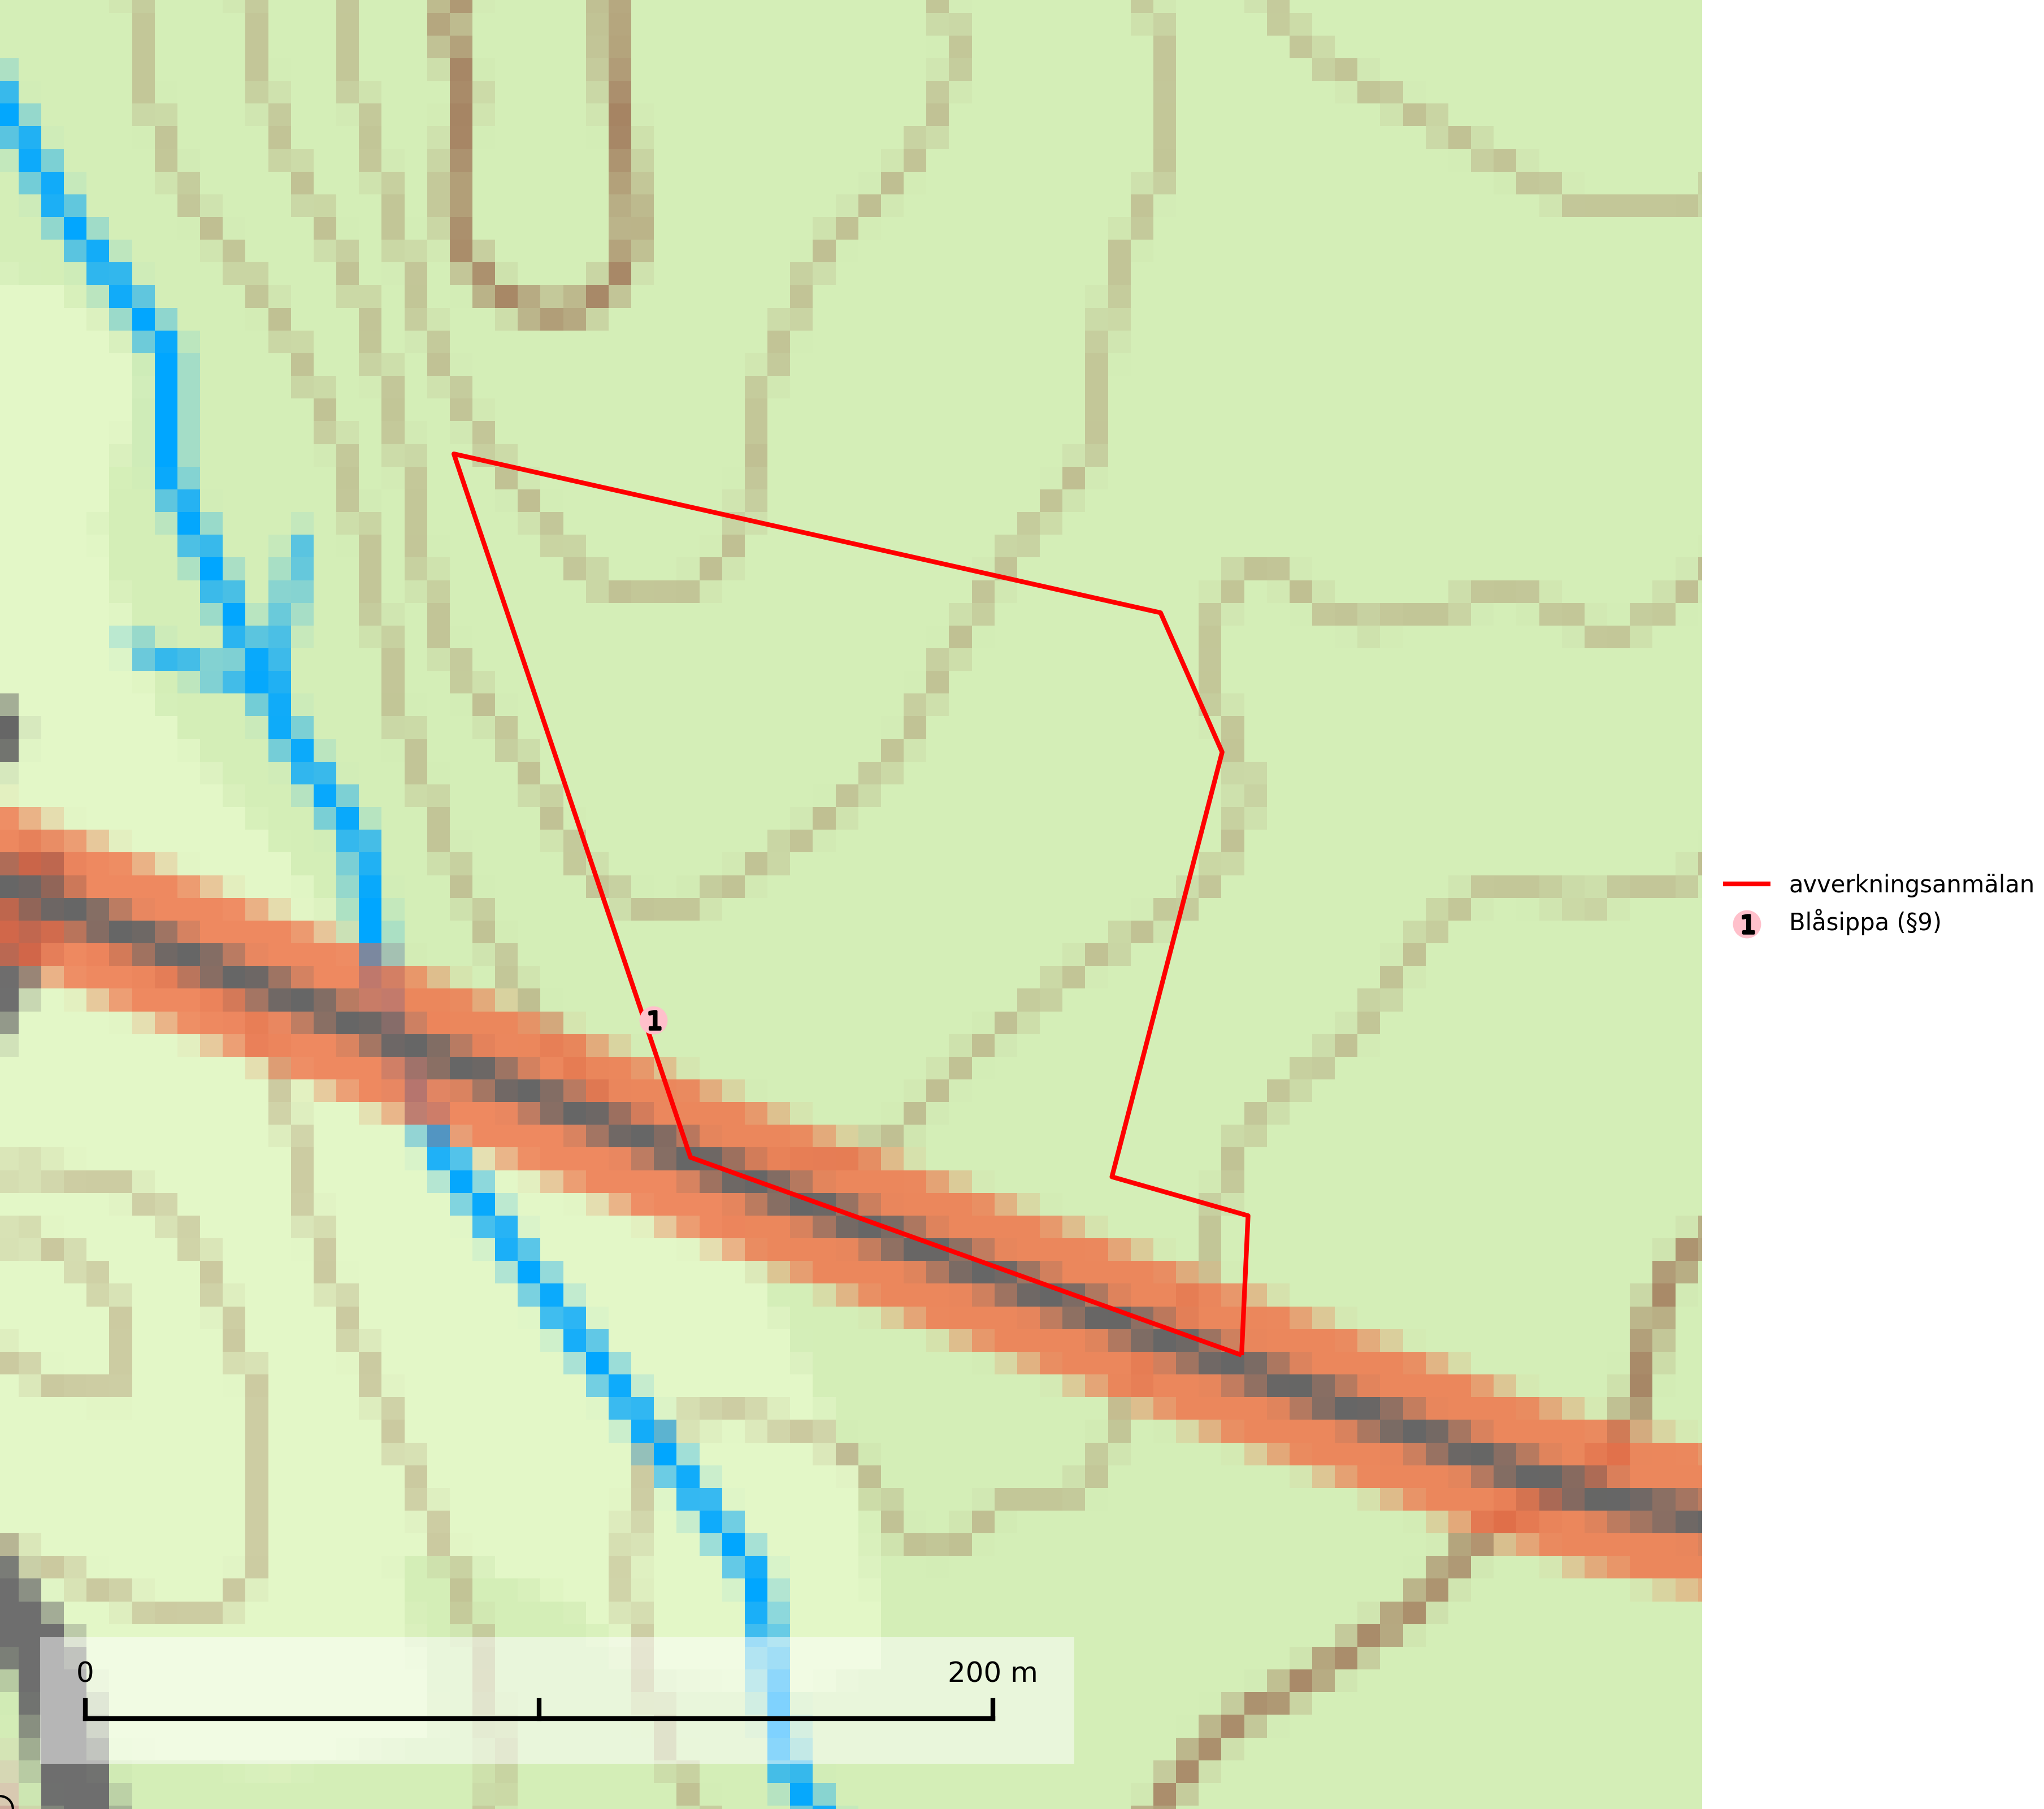 avverkningsanmälan
1 Blåsippa (§9)
1
0 200 m